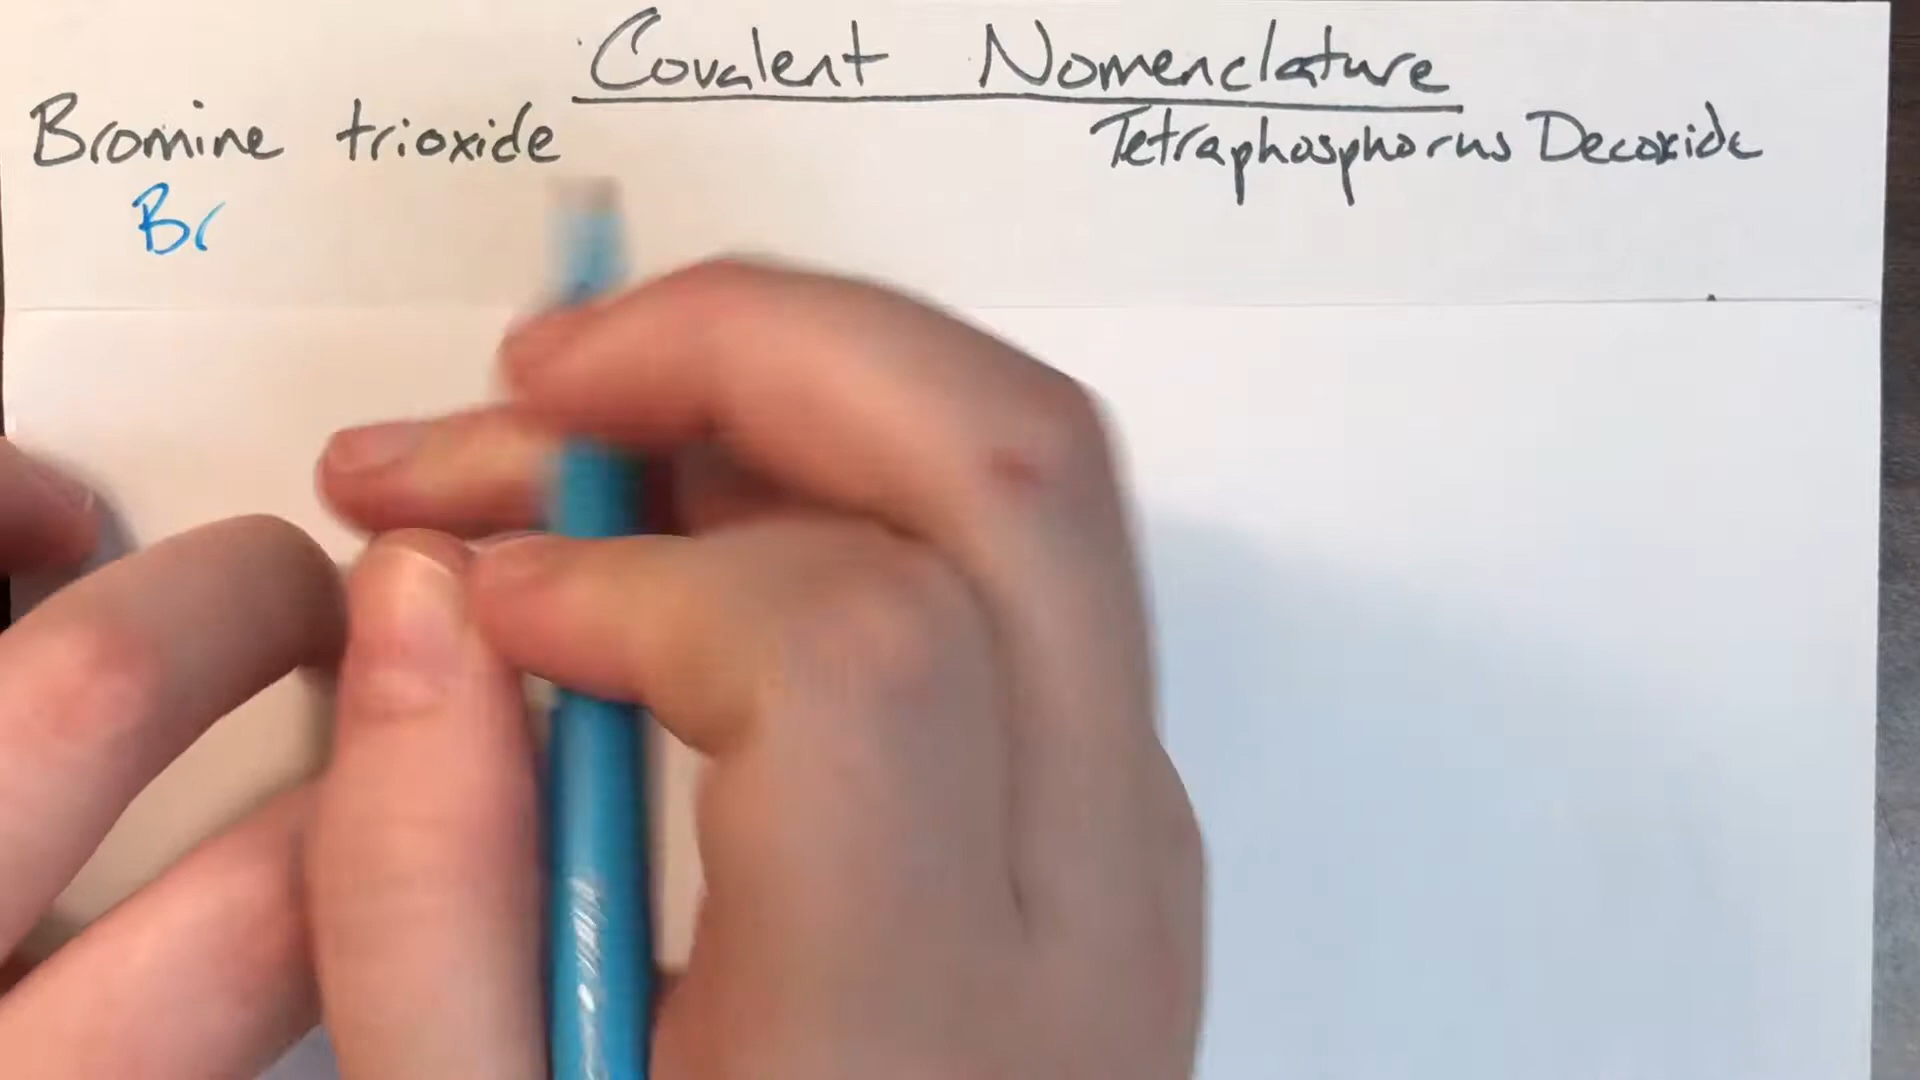 Covalent Nomenclature
Bromine trioxide
Tetraphosphorus Decoxide
Br